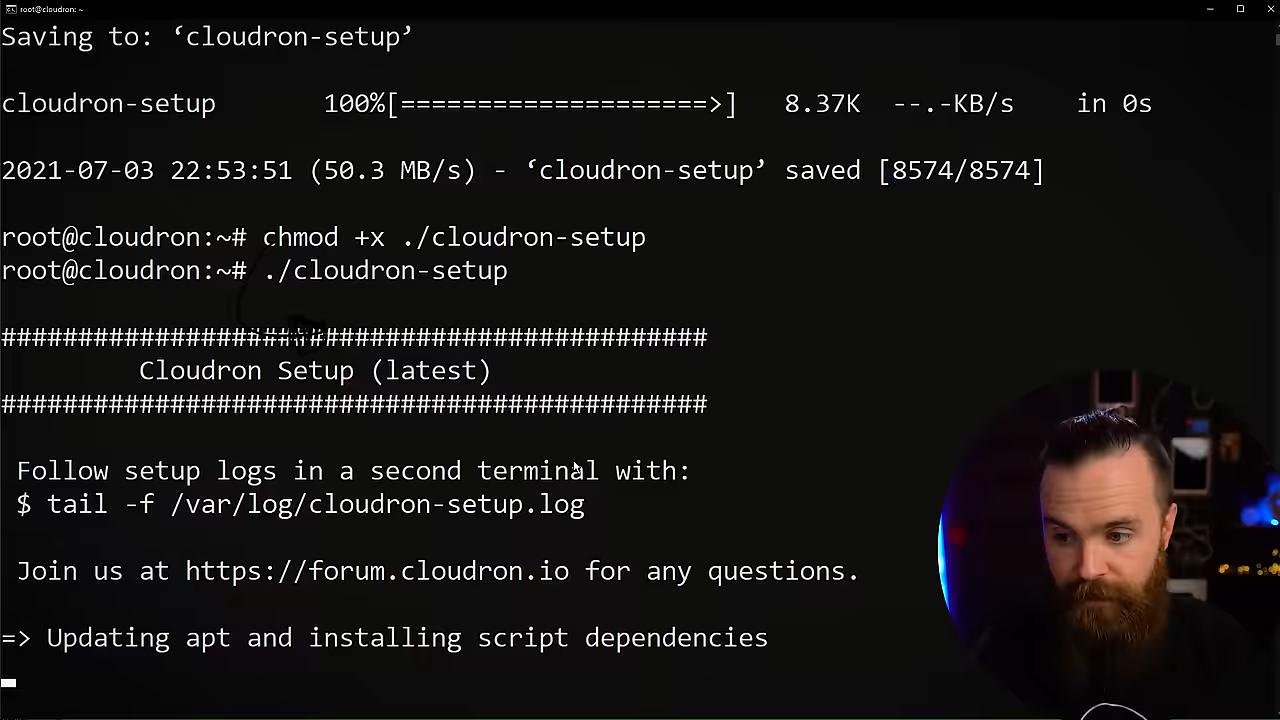 root@cloudron: ~
Saving to: ‘cloudron-setup’
cloudron-setup 100%[====================>] 8.37K --.-KB/s in 0s
2021-07-03 22:53:51 (50.3 MB/s) - ‘cloudron-setup’ saved [8574/8574]
root@cloudron:~# chmod +x ./cloudron-setup
root@cloudron:~# ./cloudron-setup
##############################################
Cloudron Setup (latest)
##############################################
Follow setup logs in a second terminal with:
$ tail -f /var/log/cloudron-setup.log
Join us at https://forum.cloudron.io for any questions.
=> Updating apt and installing script dependencies